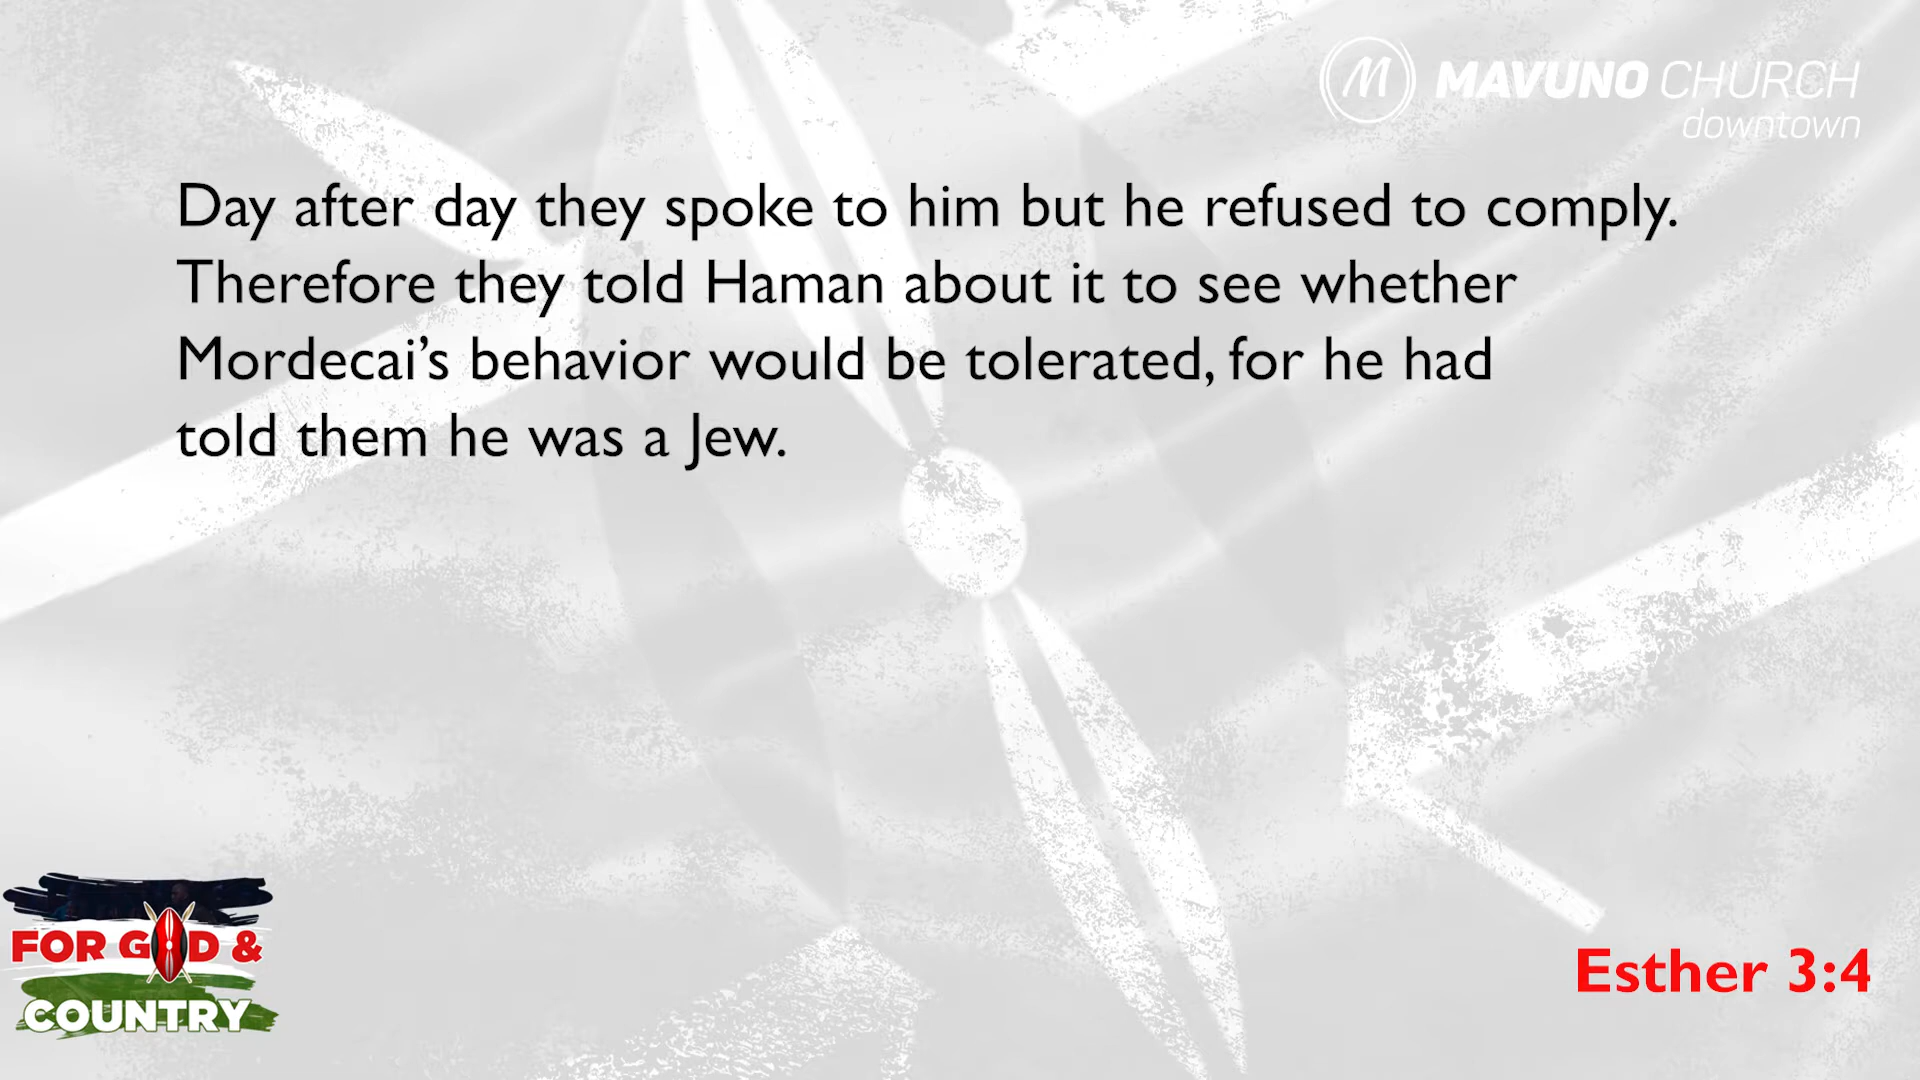 MAVUNO CHURCH
downtown
Day after day they spoke to him but he refused to comply.
Therefore they told Haman about it to see whether
Mordecai’s behavior would be tolerated, for he had
told them he was a Jew.
FOR GOD &
COUNTRY
Esther 3:4